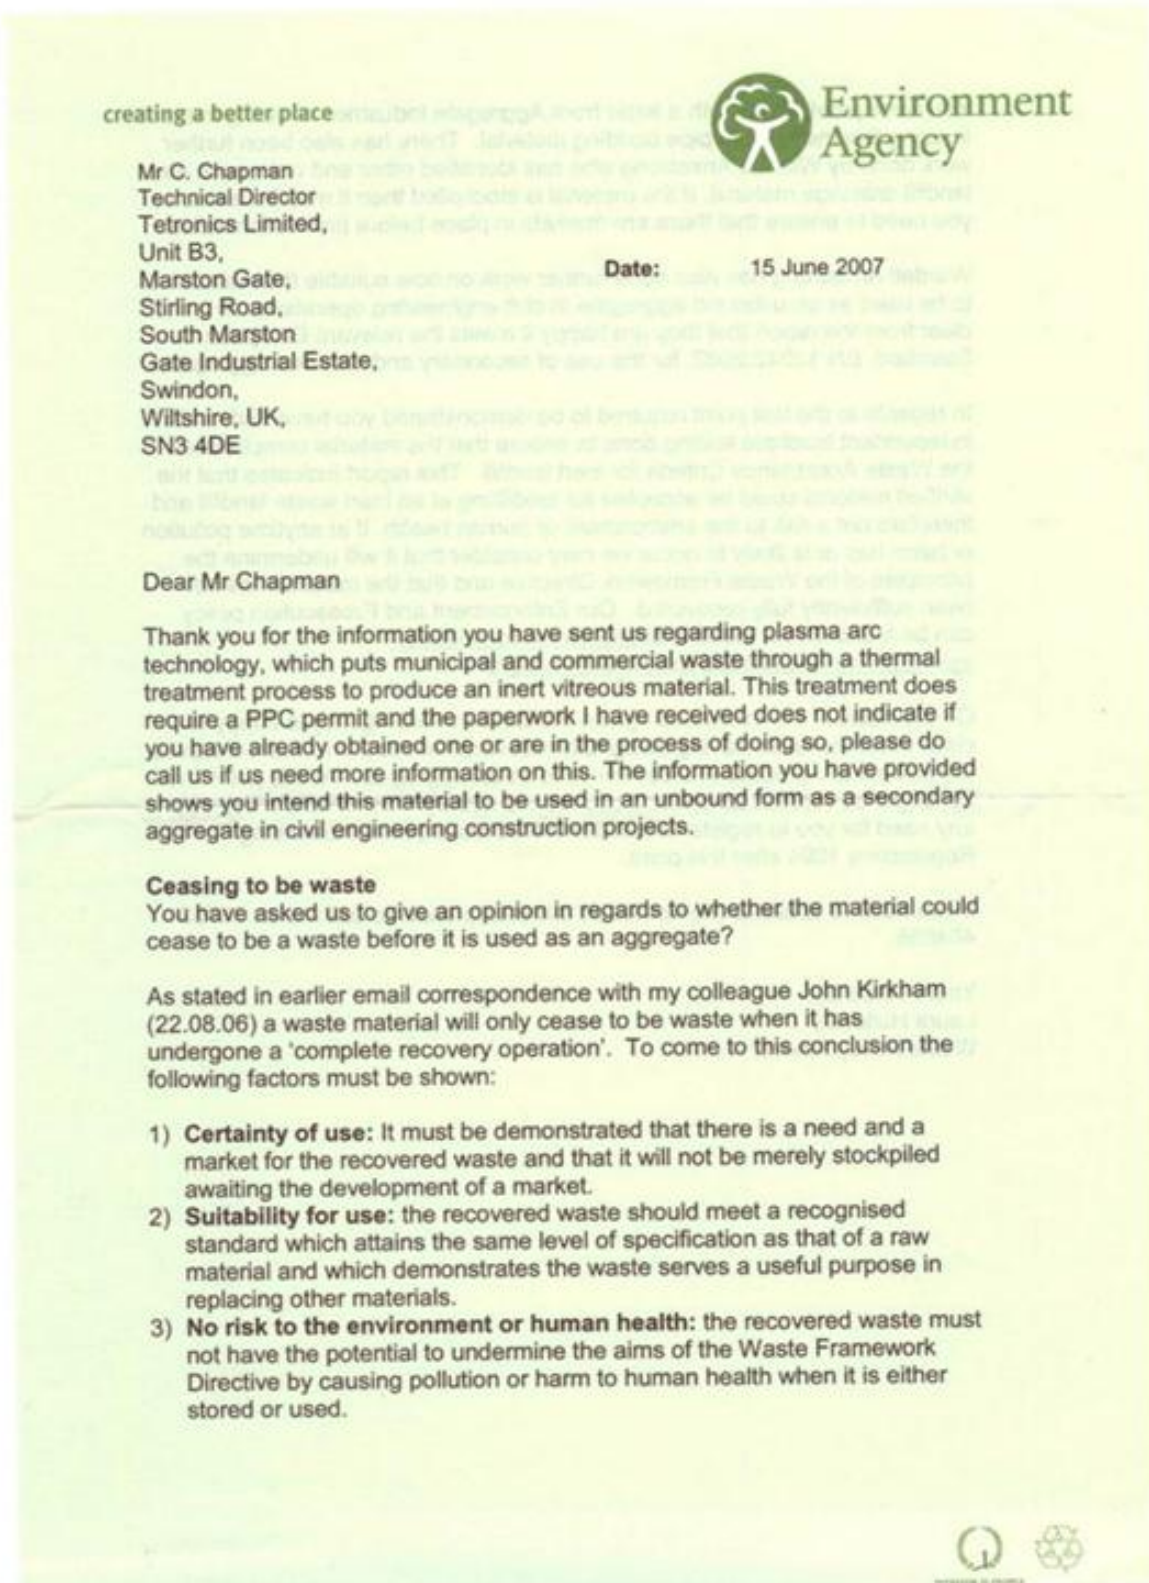 creating a better place
Environment
Agency
Mr C. Chapman
Technical Director
Tetronics Limited,
Unit B3,
Marston Gate,
Stirling Road,
South Marston
Gate Industrial Estate,
Swindon,
Wiltshire, UK,
SN3 4DE
Date: 15 June 2007
Dear Mr Chapman
Thank you for the information you have sent us regarding plasma arc
technology, which puts municipal and commercial waste through a thermal
treatment process to produce an inert vitreous material. This treatment does
require a PPC permit and the paperwork I have received does not indicate if
you have already obtained one or are in the process of doing so, please do
call us if us need more information on this. The information you have provided
shows you intend this material to be used in an unbound form as a secondary
aggregate in civil engineering construction projects.
Ceasing to be waste
You have asked us to give an opinion in regards to whether the material could
cease to be a waste before it is used as an aggregate?
As stated in earlier email correspondence with my colleague John Kirkham
(22.08.06) a waste material will only cease to be waste when it has
undergone a 'complete recovery operation'. To come to this conclusion the
following factors must be shown:
1) Certainty of use: It must be demonstrated that there is a need and a
market for the recovered waste and that it will not be merely stockpiled
awaiting the development of a market.
2) Suitability for use: the recovered waste should meet a recognised
standard which attains the same level of specification as that of a raw
material and which demonstrates the waste serves a useful purpose in
replacing other materials.
3) No risk to the environment or human health: the recovered waste must
not have the potential to undermine the aims of the Waste Framework
Directive by causing pollution or harm to human health when it is either
stored or used.